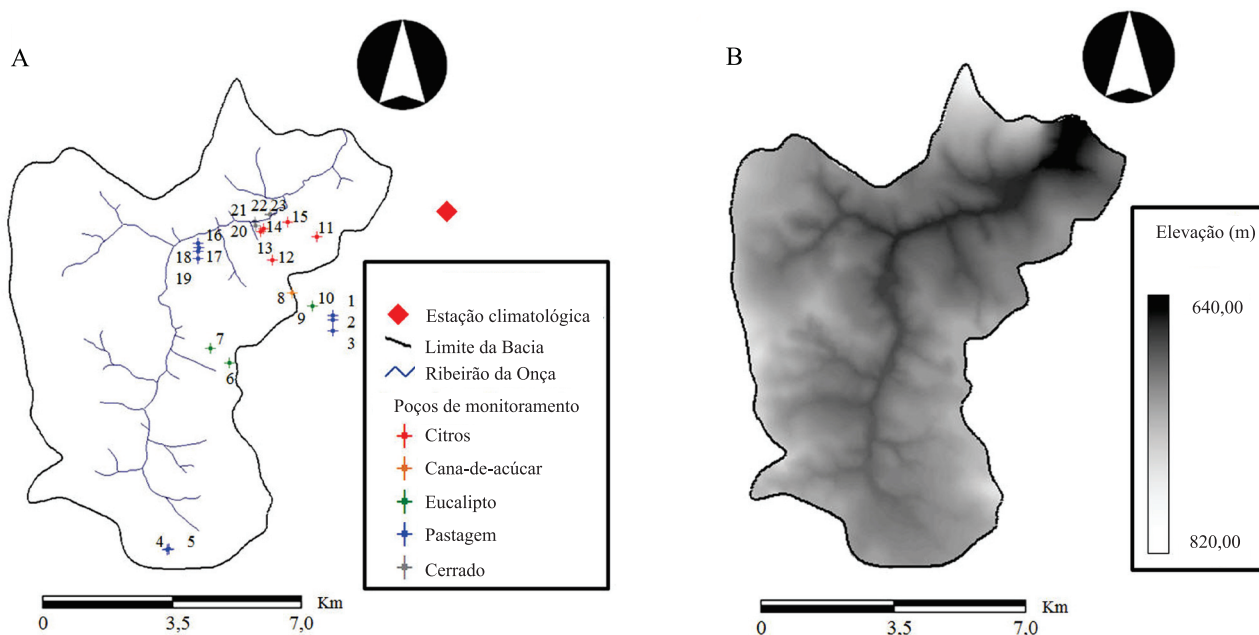 A
21 22 23
20 14 15
13
11
12
16
18 17
19
8
10 1
9 2
3
7
6
4 5
Estação climatológica
Limite da Bacia
Ribeirão da Onça
Poços de monitoramento
Citros
Cana-de-acúcar
Eucalipto
Pastagem
Cerrado
Km
0 3,5 7,0
B
Elevação (m)
640,00
820,00
Km
0 3,5 7,0